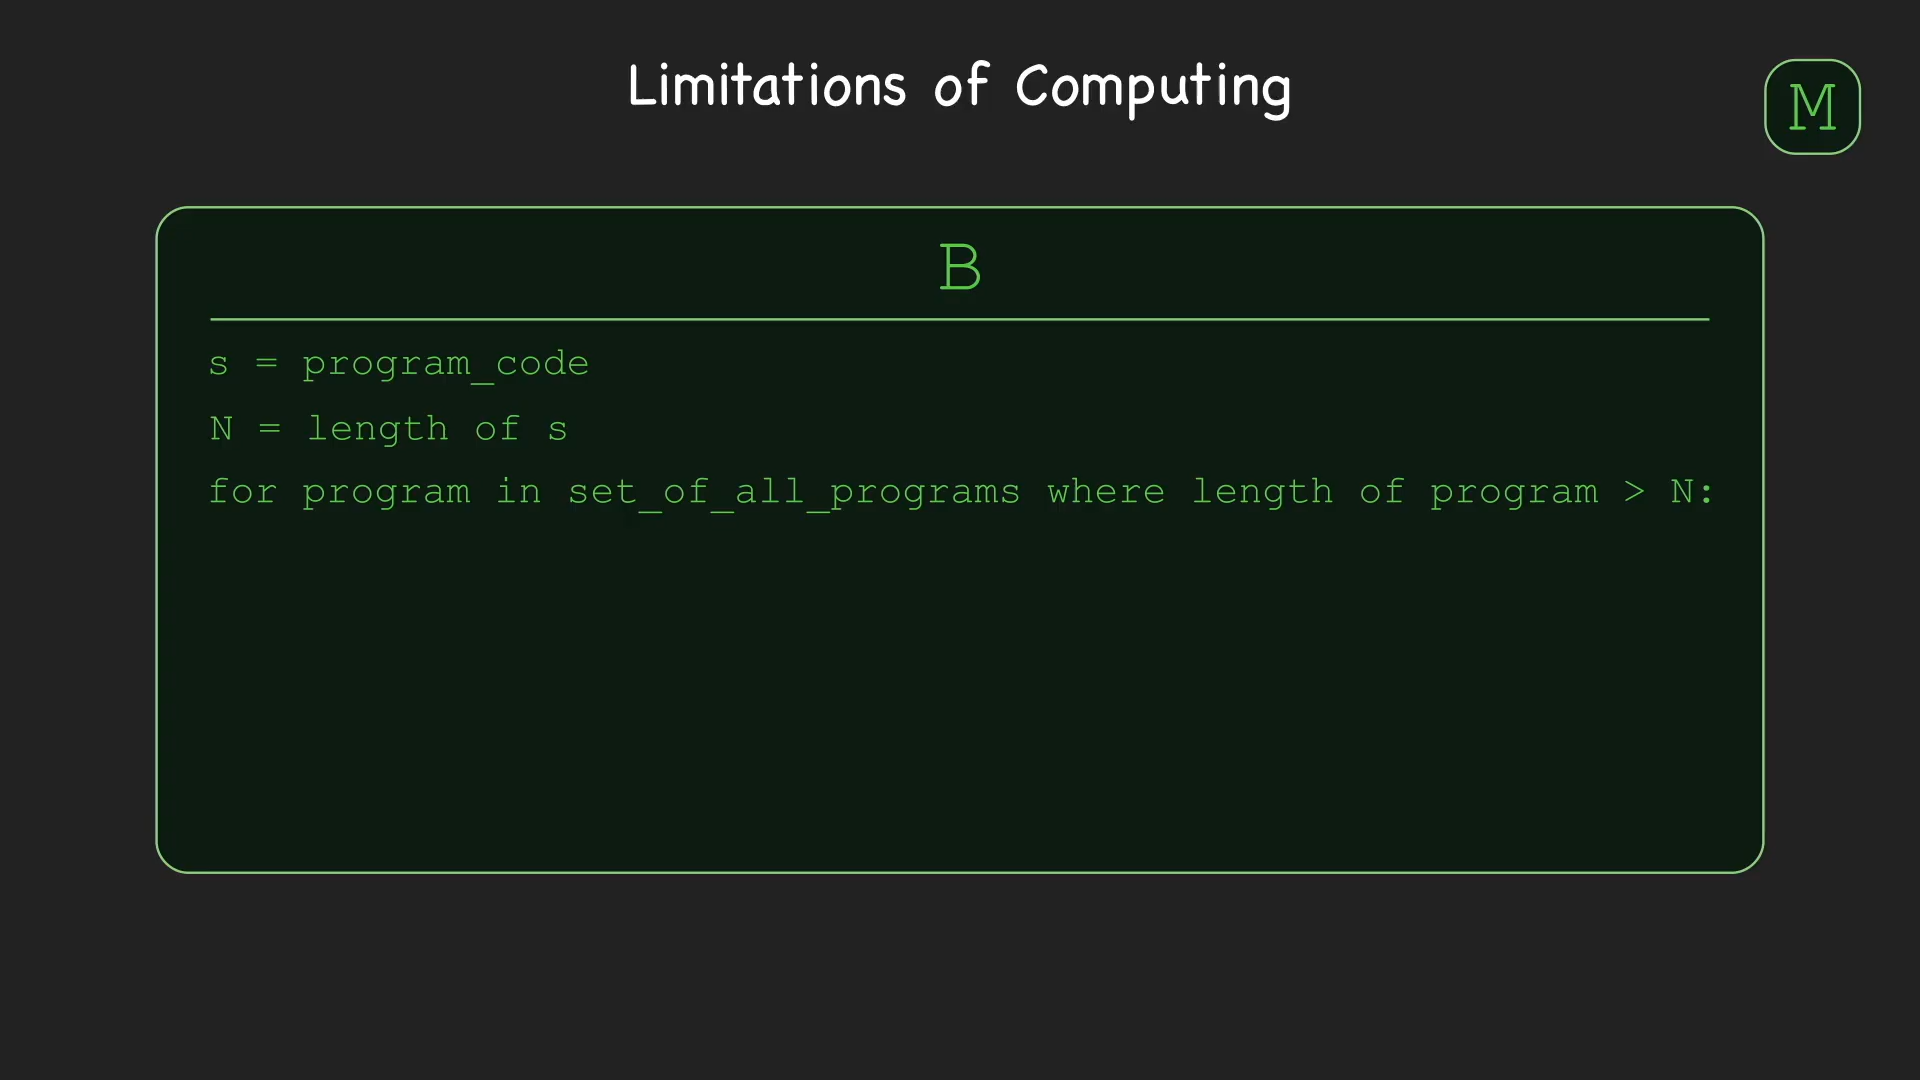 Limitations of Computing
M
B
s = program_code
N = length of s
for program in set_of_all_programs where length of program > N: